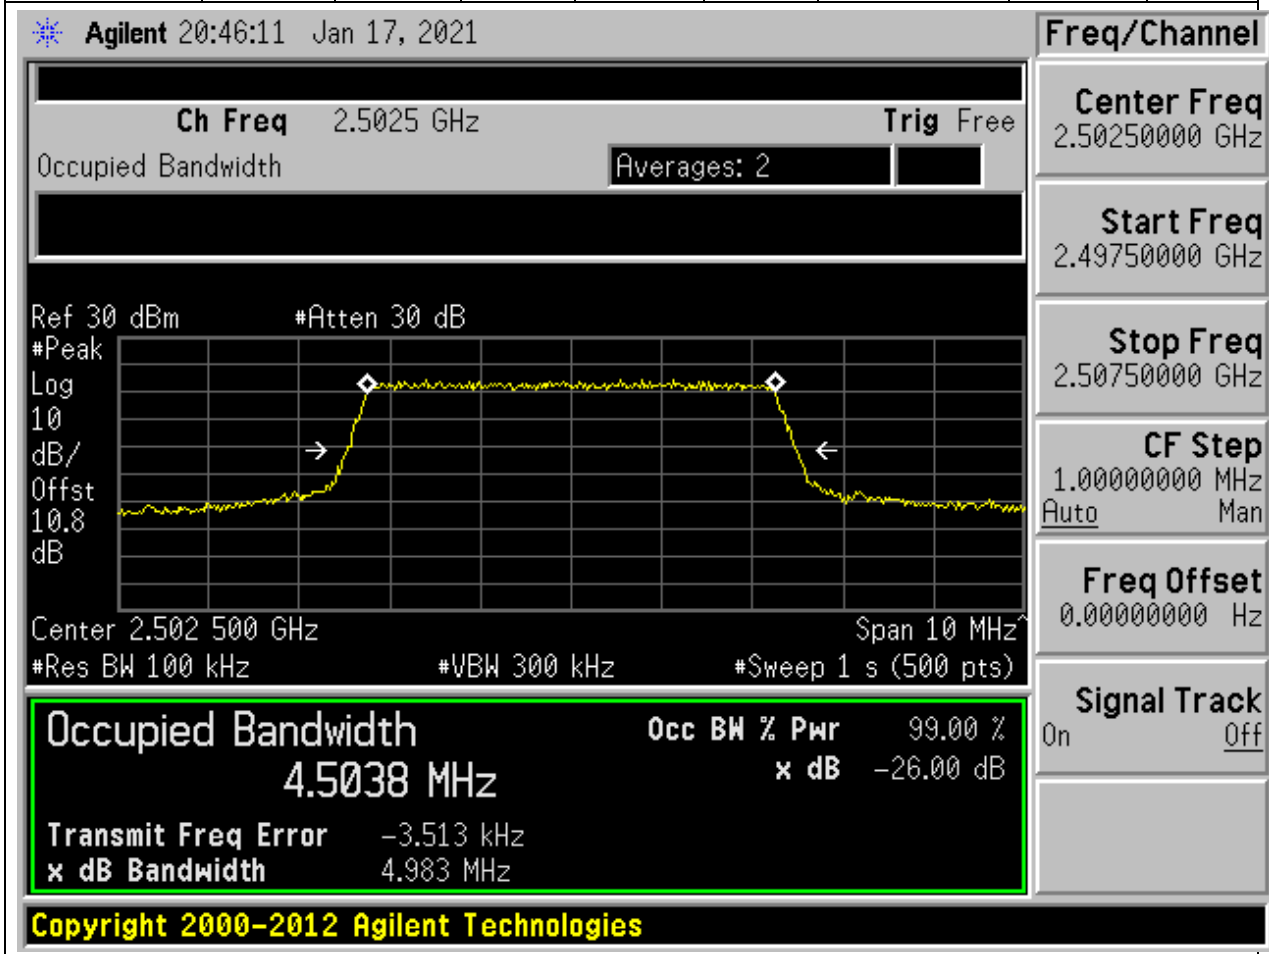 Agilent 20:46:11 Jan 17, 2021
Freq/Channel
Ch Freq 2.5025 GHz Trig Free
Occupied Bandwidth Averages: 2
Center Freq
2.50250000 GHz
Start Freq
2.49750000 GHz
Stop Freq
2.50750000 GHz
CF Step
1.00000000 MHz
Auto Man
Freq Offset
0.00000000 Hz
Signal Track
On Off
Ref 30 dBm #Atten 30 dB
#Peak
Log
10
dB/
Offst
10.8
dB
Center 2.502 500 GHz Span 10 MHz^
#Res BW 100 kHz #VBW 300 kHz #Sweep 1 s (500 pts)
Occupied Bandwidth Occ BW % Pwr 99.00 %
4.5038 MHz x dB -26.00 dB
Transmit Freq Error -3.513 kHz
x dB Bandwidth 4.983 MHz
Copyright 2000-2012 Agilent Technologies